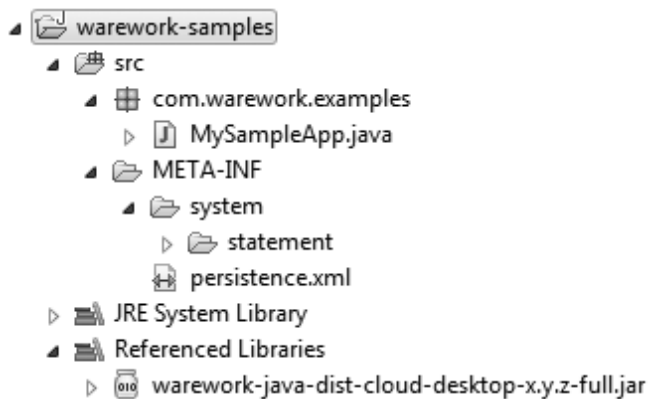 warework-samples
src
com.warework.examples
MySampleApp.java
META-INF
system
statement
persistence.xml
JRE System Library
Referenced Libraries
warework-java-dist-cloud-desktop-x.y.z-full.jar